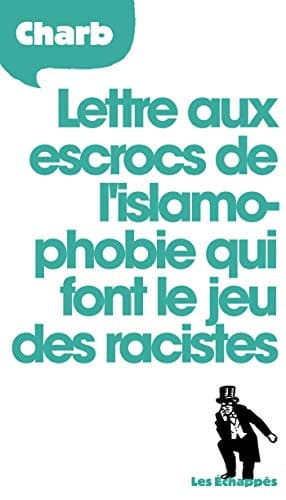 Charb
Lettre aux
escrocs de
l'islamo-
phobie qui
font le jeu
des racistes
Les Échappés